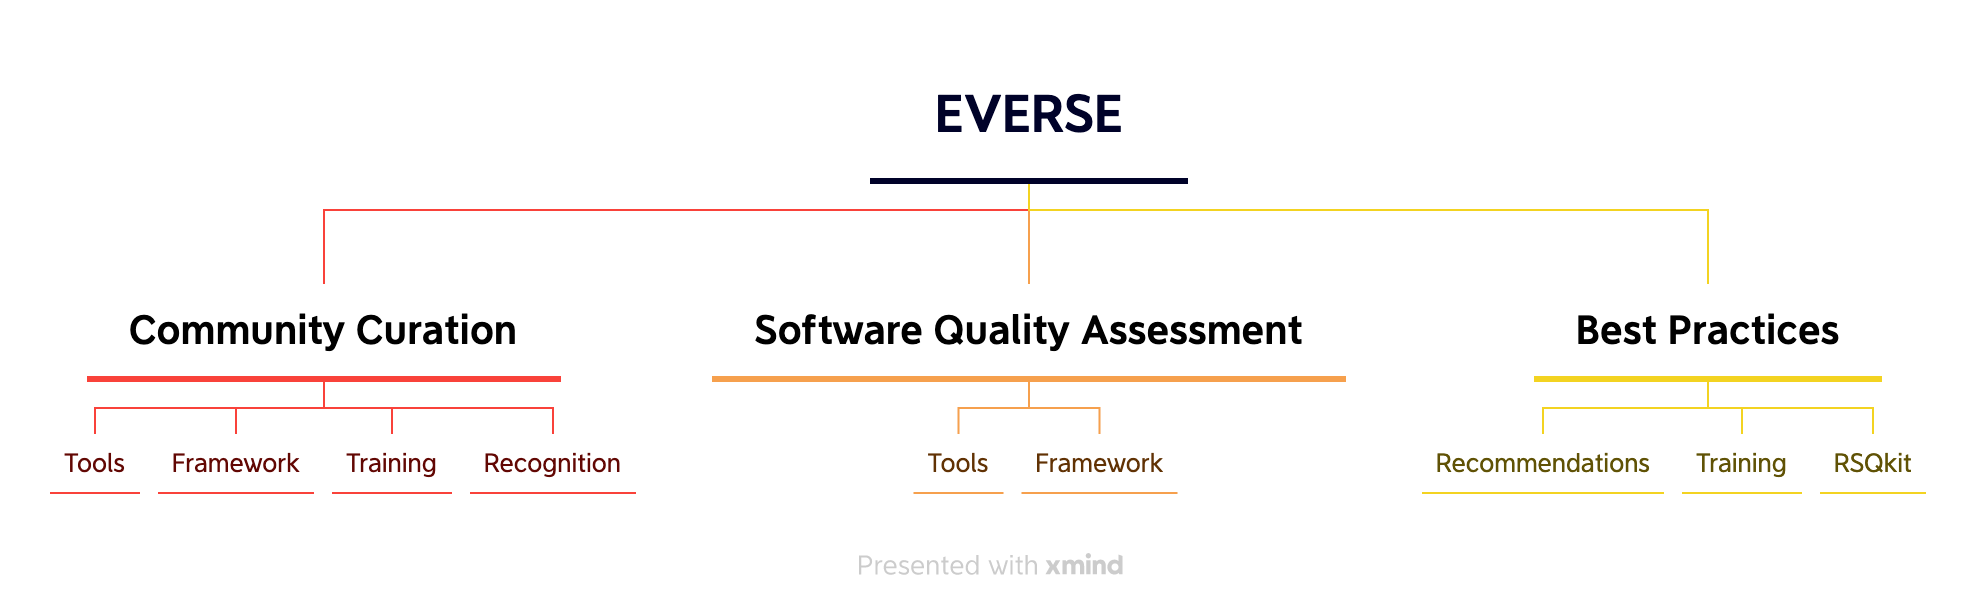 EVERSE
Community Curation
Software Quality Assessment
Best Practices
Tools
Framework
Training
Recognition
Tools
Framework
Recommendations
Training
RSQkit
Presented with xmind